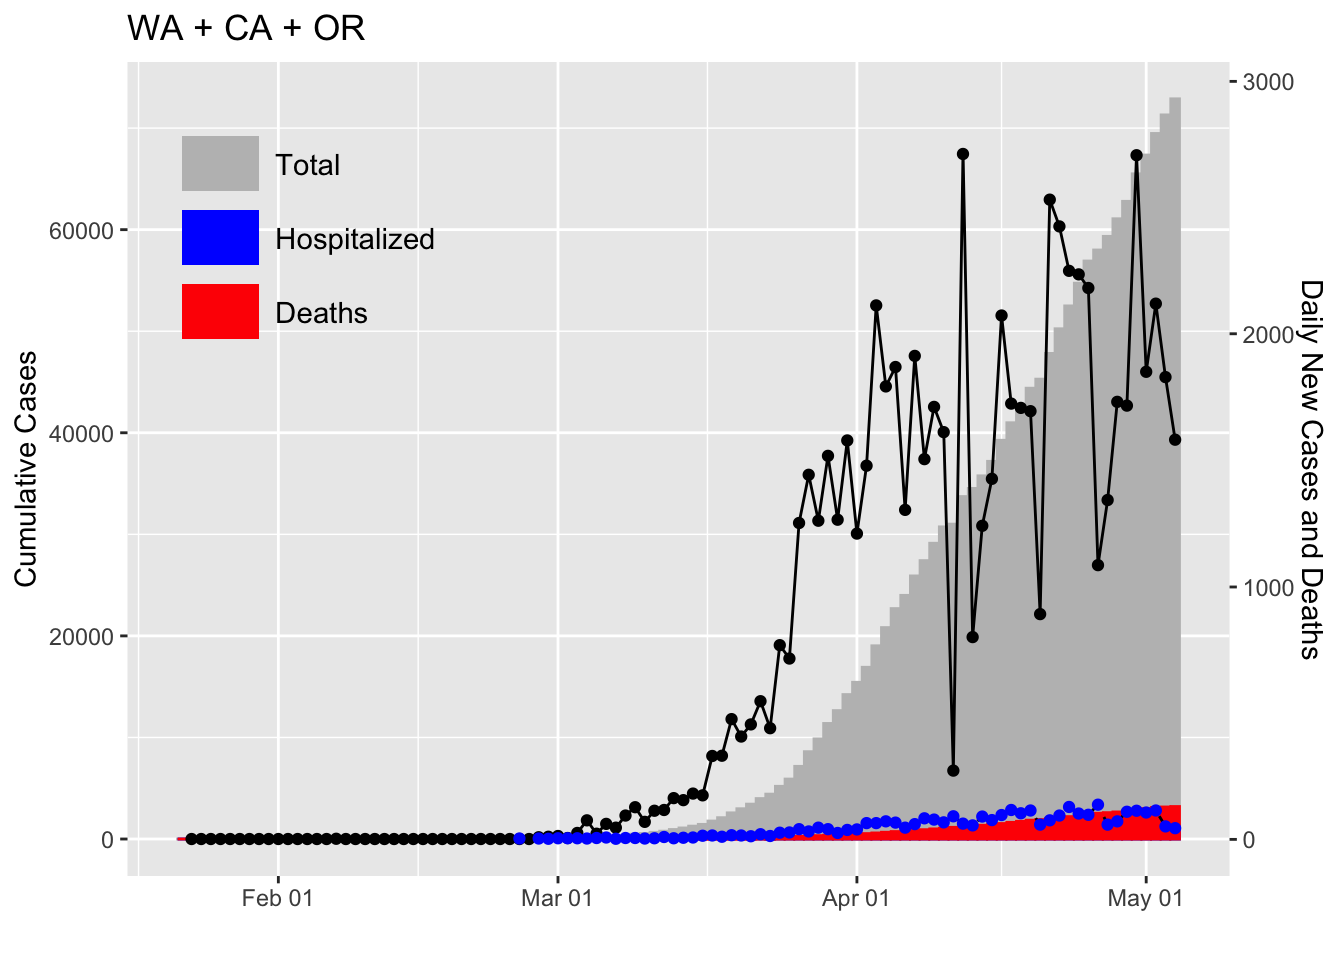 WA + CA + OR
Total
Hospitalized
Deaths
Cumulative Cases
60000
40000
20000
0
3000
2000
1000
0
Daily New Cases and Deaths
Feb 01
Mar 01
Apr 01
May 01